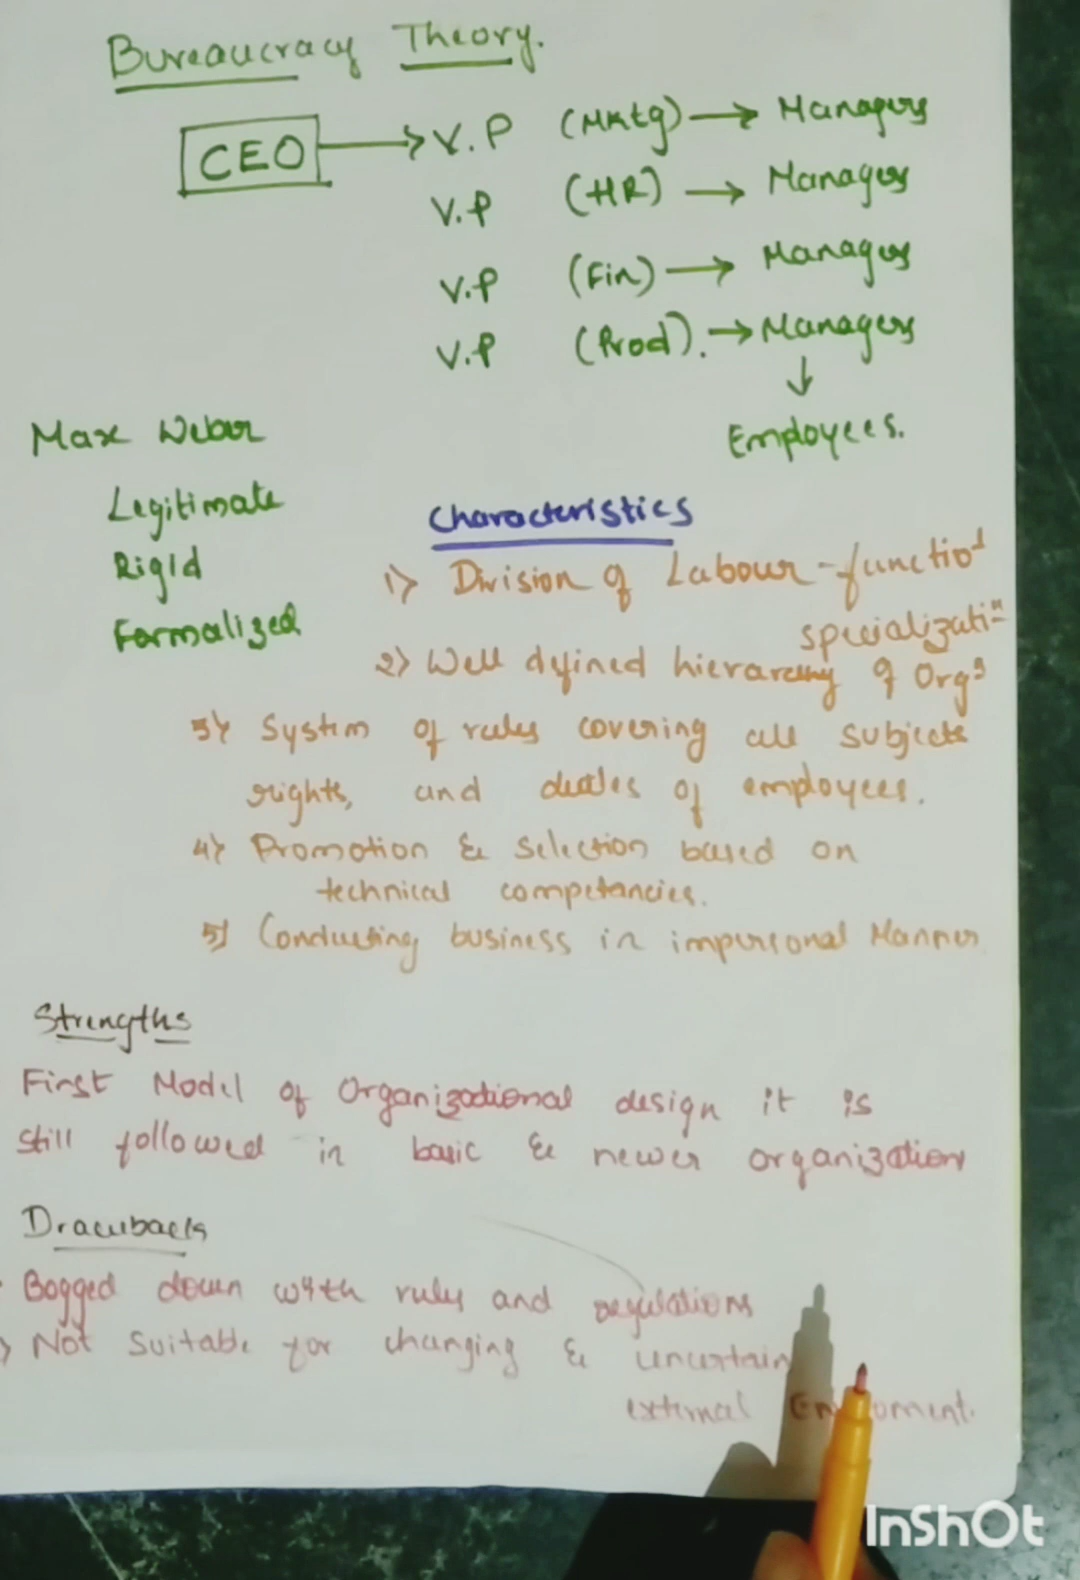 Bureaucracy Theory.
CEO → V.P (Mktg) → Managers
V.P (HR) → Managers
V.P (Fin) → Managers
V.P (Prod). → Managers
↓
Employees.
Max Weber
Legitimate
Rigid
Formalized
Characteristics
1) Division of Labour - functionl
specializatin
2) Well defined hierarchy of Orgs
3) System of rules covering all subjects
rights, and duties of employees.
4) Promotion & Selection based on
technical competancies.
5) Conducting business in impersonal Manner
Strengths
First Model of Organizational design it is
still followed in basic & newer organization
Drawbacks
Bogged down with rules and regulations
Not Suitable for changing & uncertain
external
InShOt